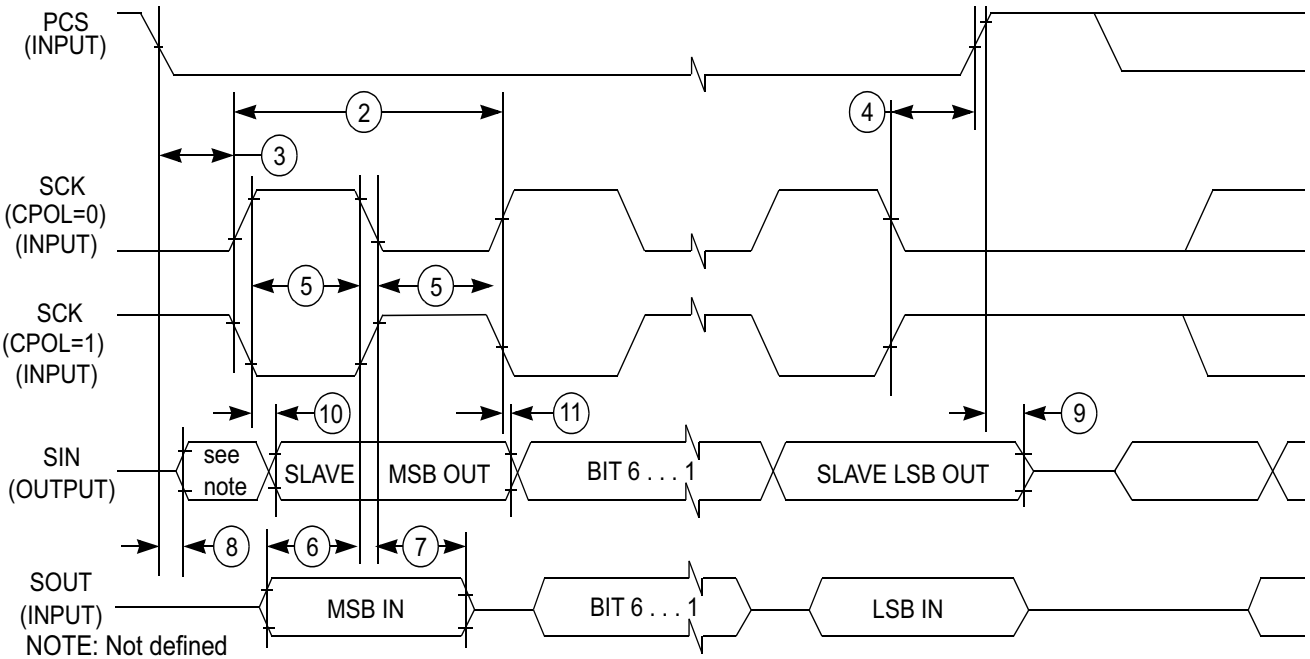 PCS
(INPUT)
2
4
3
SCK
(CPOL=0)
(INPUT)
5
5
SCK
(CPOL=1)
(INPUT)
10
11
9
SIN
(OUTPUT)
see
note
SLAVE
MSB OUT
BIT 6 . . . 1
SLAVE LSB OUT
8
6
7
SOUT
(INPUT)
MSB IN
BIT 6 . . . 1
LSB IN
NOTE: Not defined